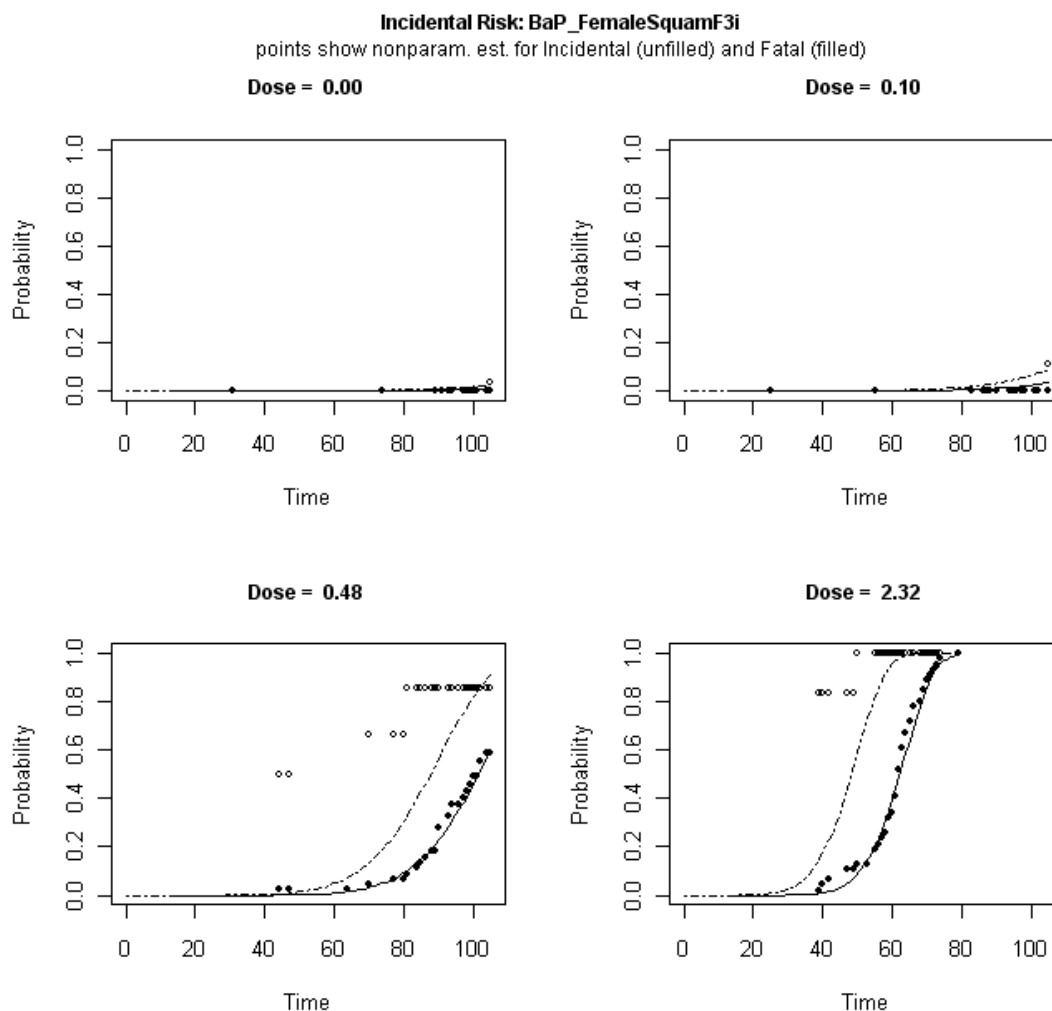 Incidental Risk: BaP_FemaleSquamF3i
points show nonparam. est. for Incidental (unfilled) and Fatal (filled)
Dose = 0.00
Probability
0.0 0.2 0.4 0.6 0.8 1.0
0 20 40 60 80 100
Time
Dose = 0.10
Probability
0.0 0.2 0.4 0.6 0.8 1.0
0 20 40 60 80 100
Time
Dose = 0.48
Probability
0.0 0.2 0.4 0.6 0.8 1.0
0 20 40 60 80 100
Time
Dose = 2.32
Probability
0.0 0.2 0.4 0.6 0.8 1.0
0 20 40 60 80 100
Time